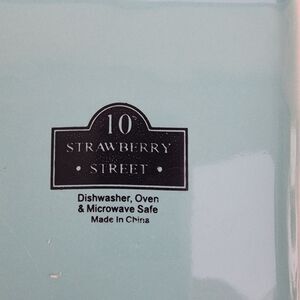 10
STRAWBERRY
• STREET •
Dishwasher, Oven
& Microwave Safe
Made In China